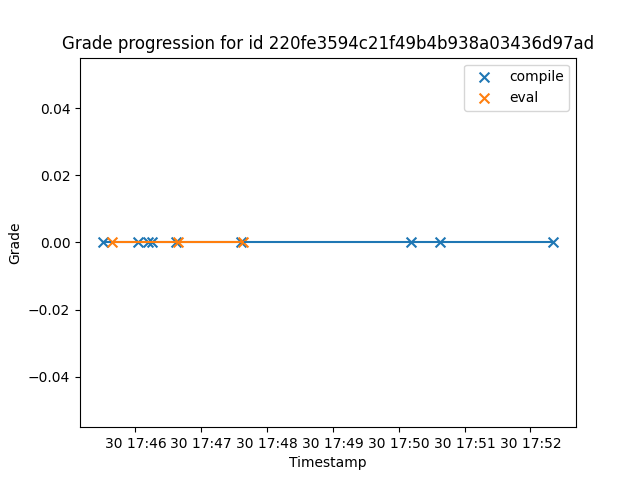 Grade progression for id 220fe3594c21f49b4b938a03436d97ad
compile
eval
0.04
0.02
0.00
−0.02
−0.04
Grade
30 17:46 30 17:47 30 17:48 30 17:49 30 17:50 30 17:51 30 17:52
Timestamp